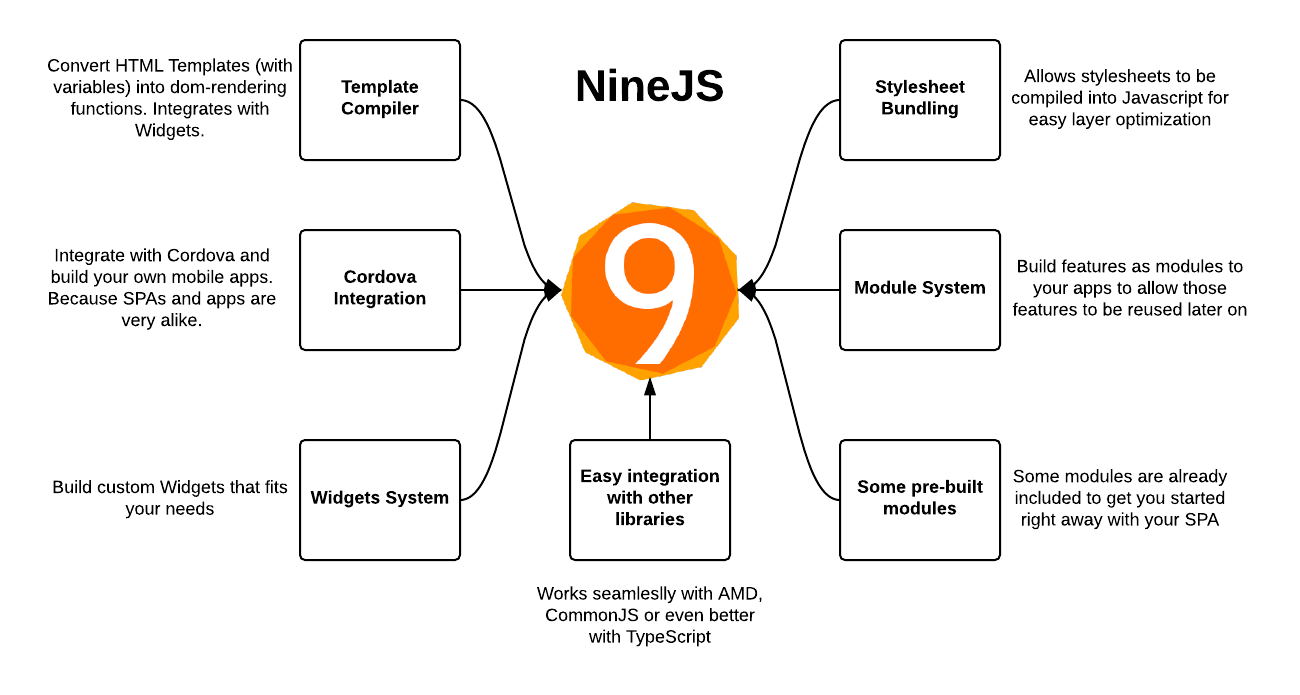 NineJS
Convert HTML Templates (with
variables) into dom-rendering
functions. Integrates with
Widgets.
Template
Compiler
Stylesheet
Bundling
Allows stylesheets to be
compiled into Javascript for
easy layer optimization
Integrate with Cordova and
build your own mobile apps.
Because SPAs and apps are
very alike.
Cordova
Integration
9
Module System
Build features as modules to
your apps to allow those
features to be reused later on
Build custom Widgets that fits
your needs
Widgets System
Easy integration
with other
libraries
Some pre-built
modules
Some modules are already
included to get you started
right away with your SPA
Works seamleslly with AMD,
CommonJS or even better
with TypeScript